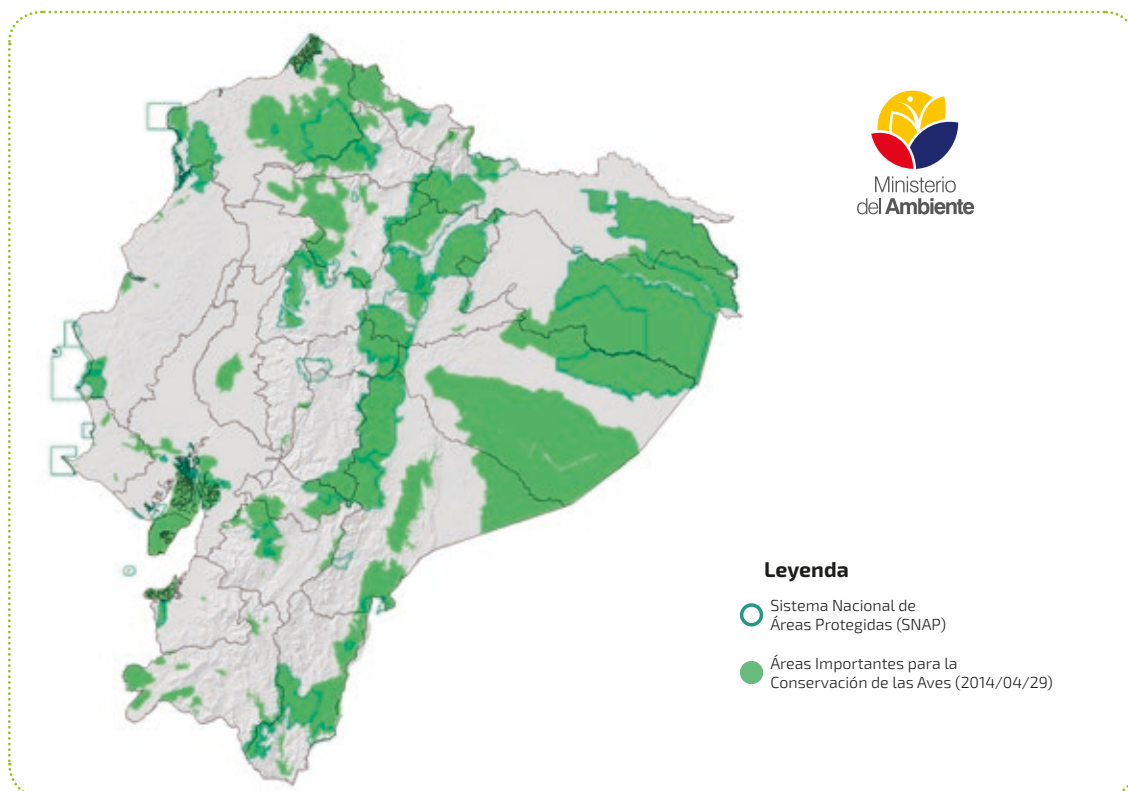 Ministerio
del Ambiente
Leyenda
Sistema Nacional de
Áreas Protegidas (SNAP)
Áreas Importantes para la
Conservación de las Aves (2014/04/29)